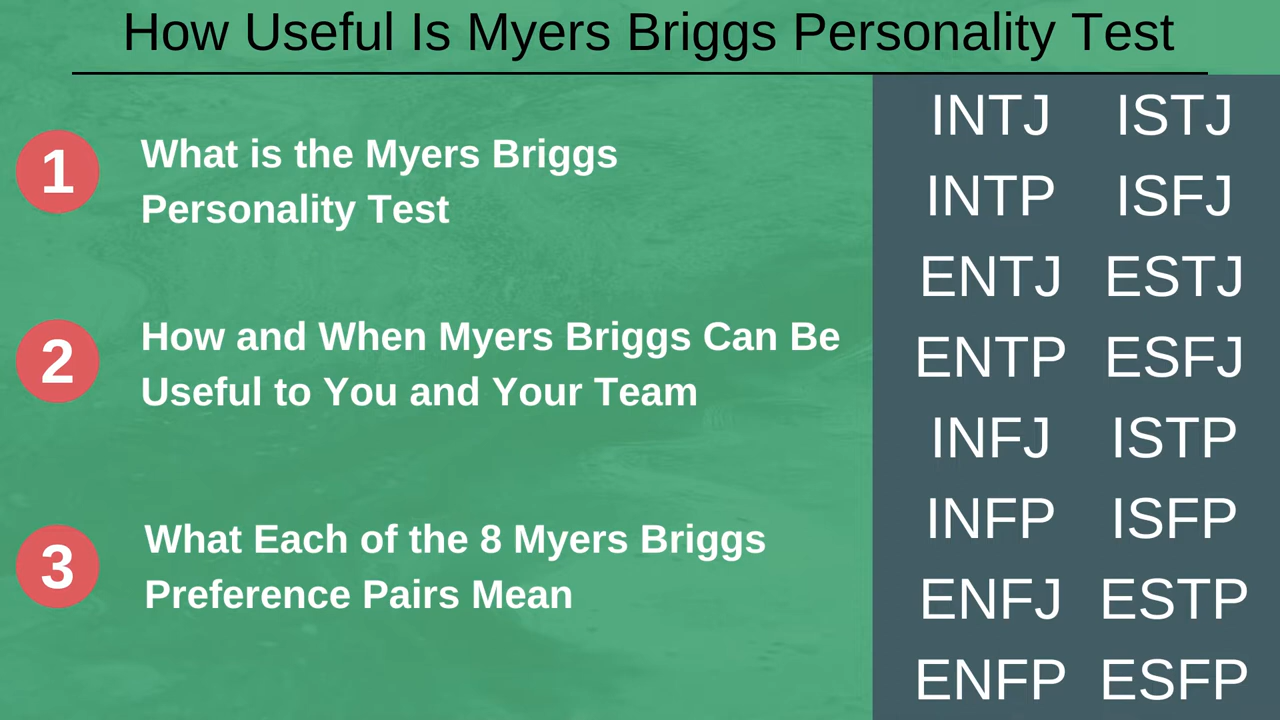 How Useful Is Myers Briggs Personality Test
1
What is the Myers Briggs
Personality Test
2
How and When Myers Briggs Can Be
Useful to You and Your Team
3
What Each of the 8 Myers Briggs
Preference Pairs Mean
INTJ ISTJ
INTP ISFJ
ENTJ ESTJ
ENTP ESFJ
INFJ ISTP
INFP ISFP
ENFJ ESTP
ENFP ESFP